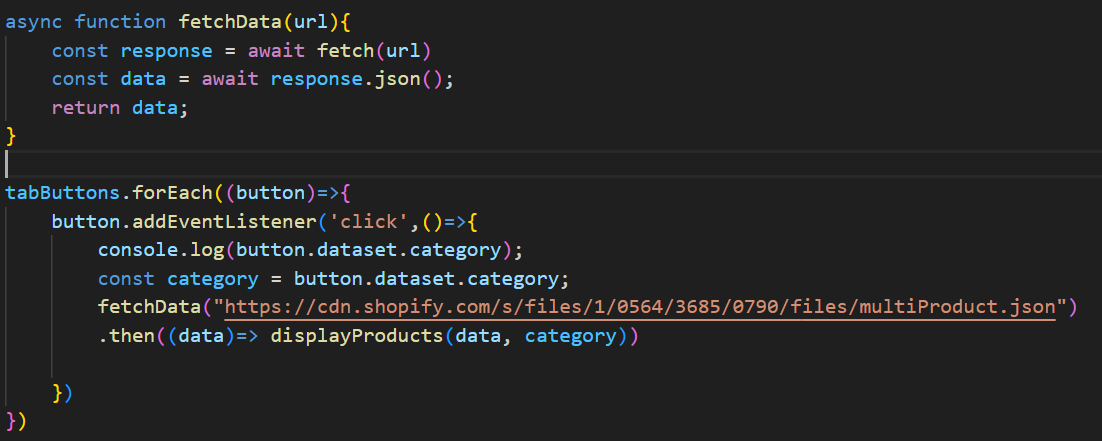 async function fetchData(url){
    const response = await fetch(url)
    const data = await response.json();
    return data;
}

tabButtons.forEach((button)=>{
    button.addEventListener('click',()=>{
        console.log(button.dataset.category);
        const category = button.dataset.category;
        fetchData("https://cdn.shopify.com/s/files/1/0564/3685/0790/files/multiProduct.json")
        .then((data)=> displayProducts(data, category))

    })
})